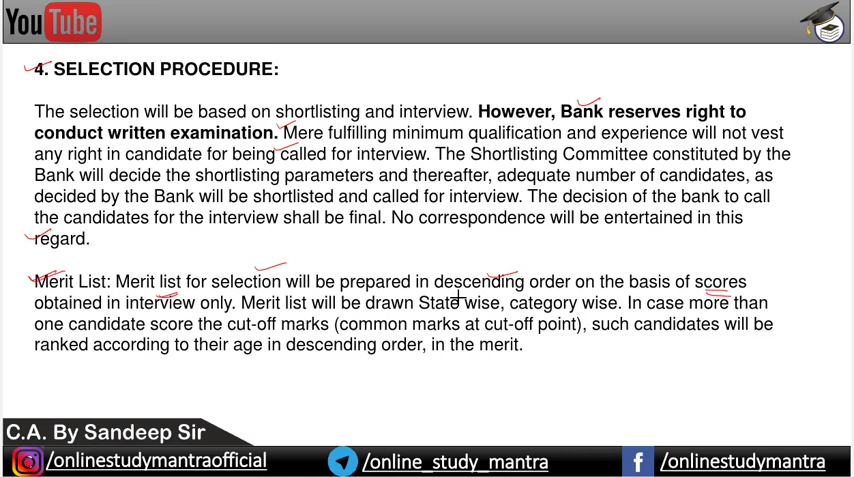 YouTube
4. SELECTION PROCEDURE:
The selection will be based on shortlisting and interview. However, Bank reserves right to
conduct written examination. Mere fulfilling minimum qualification and experience will not vest
any right in candidate for being called for interview. The Shortlisting Committee constituted by the
Bank will decide the shortlisting parameters and thereafter, adequate number of candidates, as
decided by the Bank will be shortlisted and called for interview. The decision of the bank to call
the candidates for the interview shall be final. No correspondence will be entertained in this
regard.
Merit List: Merit list for selection will be prepared in descending order on the basis of scores
obtained in interview only. Merit list will be drawn State wise, category wise. In case more than
one candidate score the cut-off marks (common marks at cut-off point), such candidates will be
ranked according to their age in descending order, in the merit.
C.A. By Sandeep Sir
/onlinestudymantraofficial /online_study_mantra /onlinestudymantra